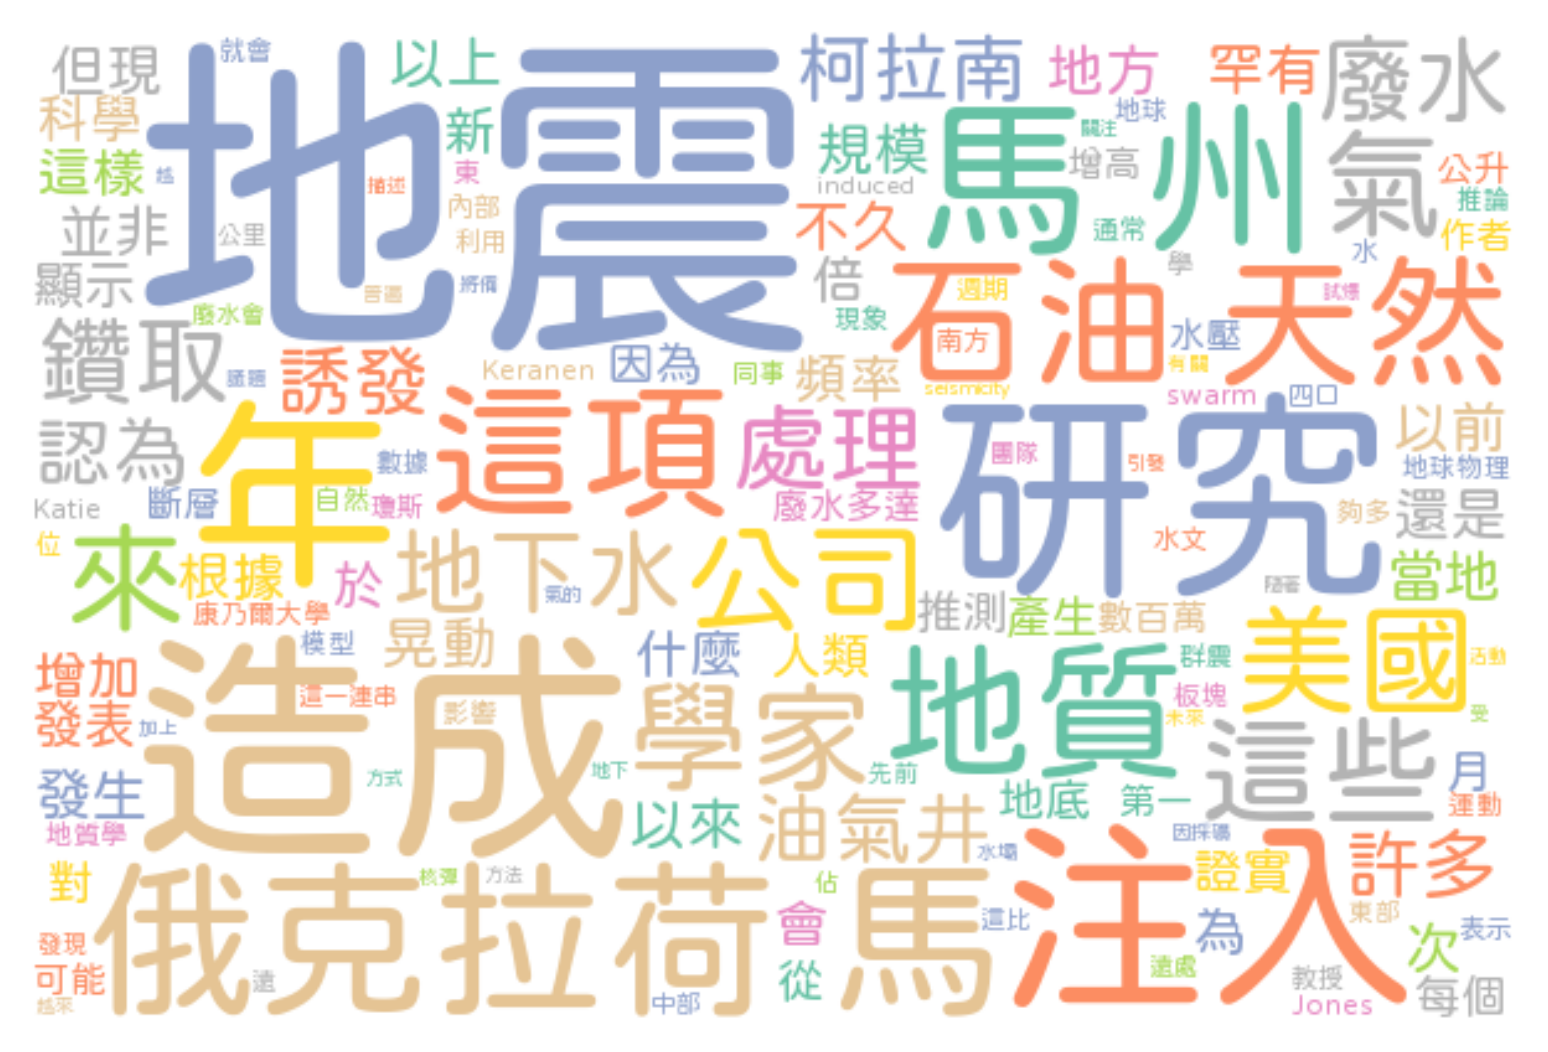 但現
就會
以上
柯拉南
地方
罕有
廢水
科學
地震
新
規模
馬州
關注
地球
增高
氣
公升
這樣
越
描述
東
induced
推論
並非
公里
內部
利用
不久
通常
作者
水
學
顯示
普遍
倍
石油
週期
天然
試爆
廢水會
現象
南方
水壓
有關
鑽取
誘發
Keranen
因為
同事
頻率
seismicity
swarm
四口
認為
年
這項
處理
研究
以前
數據
團隊
引發
地球物理
Katie
斷層
自然
瓊斯
廢水多達
夠多
還是
位
來
根據
於
地下水
氣的
公司
水文
隨著
當地
康乃爾大學
推測
產生
數百萬
模型
晃動
什麼
人類
地質
群震
美國
活動
增加
造成
這一連串
影響
學家
板塊
未來
受
發表
加上
這些
發生
方式
地下
先前
月
地底
第一
運動
地質學
以來
油氣井
水壩
因採礦
注入
證實
許多
對
俄克拉荷馬
核彈
方法
佔
會
這比
為
東部
次
表示
發現
可能
遠
從
遠處
教授
每個
越來
中部
Jones